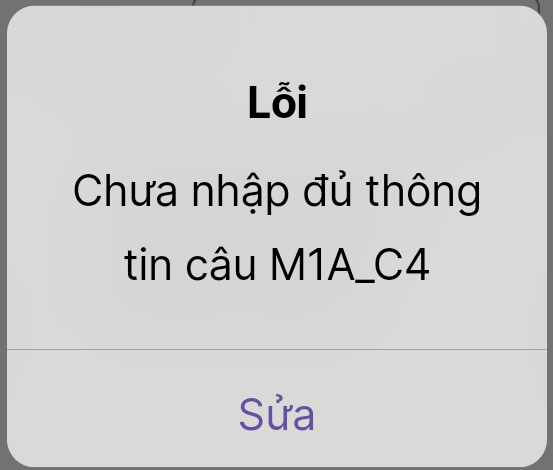 Lỗi
Chưa nhập đủ thông
tin câu M1A_C4
Sửa